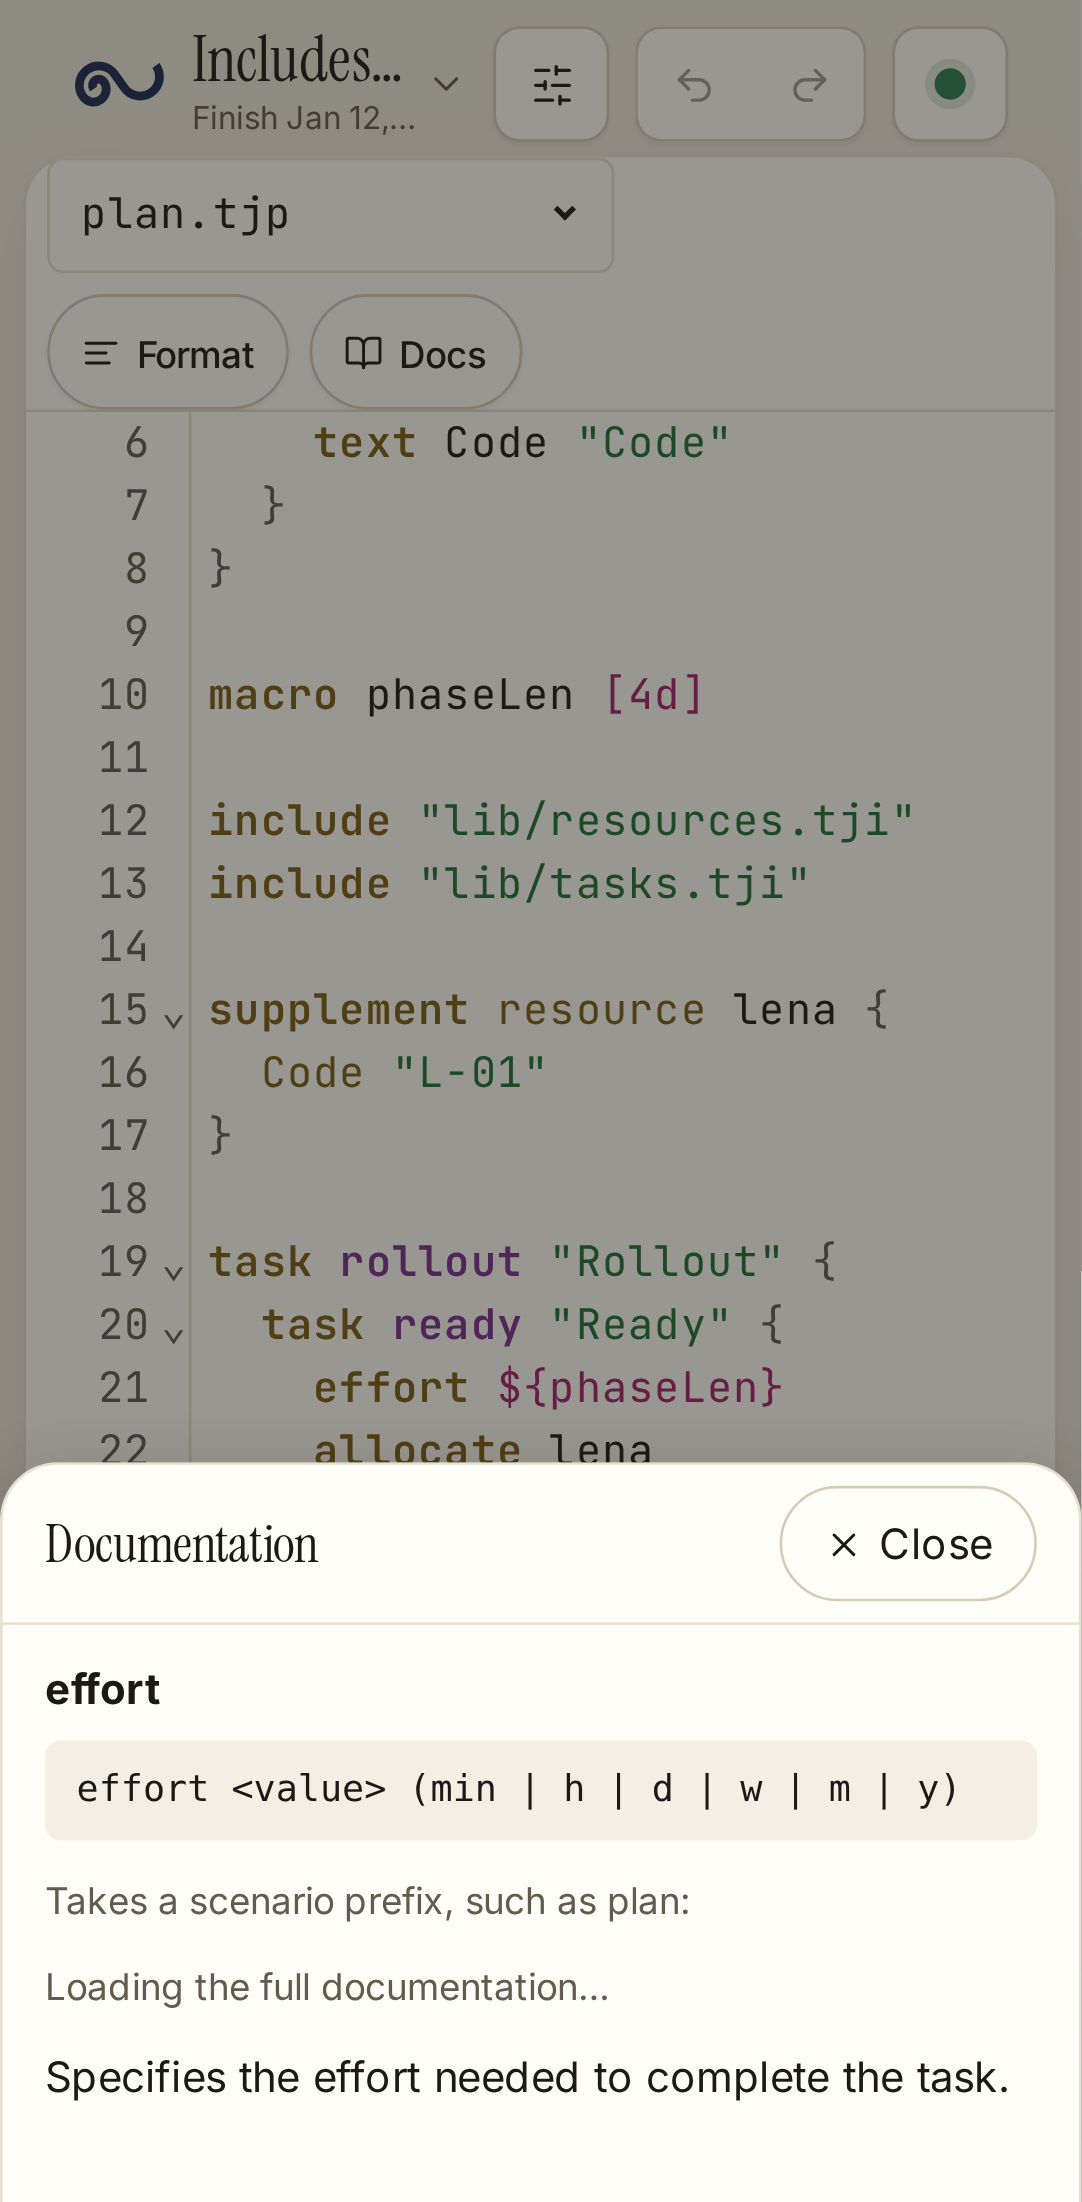 Includes...
Finish Jan 12,...
plan.tjp
Format
Docs
6 text Code "Code"
7 }
8 }
9
10 macro phaseLen [4d]
11
12 include "lib/resources.tji"
13 include "lib/tasks.tji"
14
15 supplement resource lena {
16 Code "L-01"
17 }
18
19 task rollout "Rollout" {
20 task ready "Ready" {
21 effort ${phaseLen}
22 allocate lena
Documentation
Close
effort
effort <value> (min | h | d | w | m | y)
Takes a scenario prefix, such as plan:
Loading the full documentation...
Specifies the effort needed to complete the task.